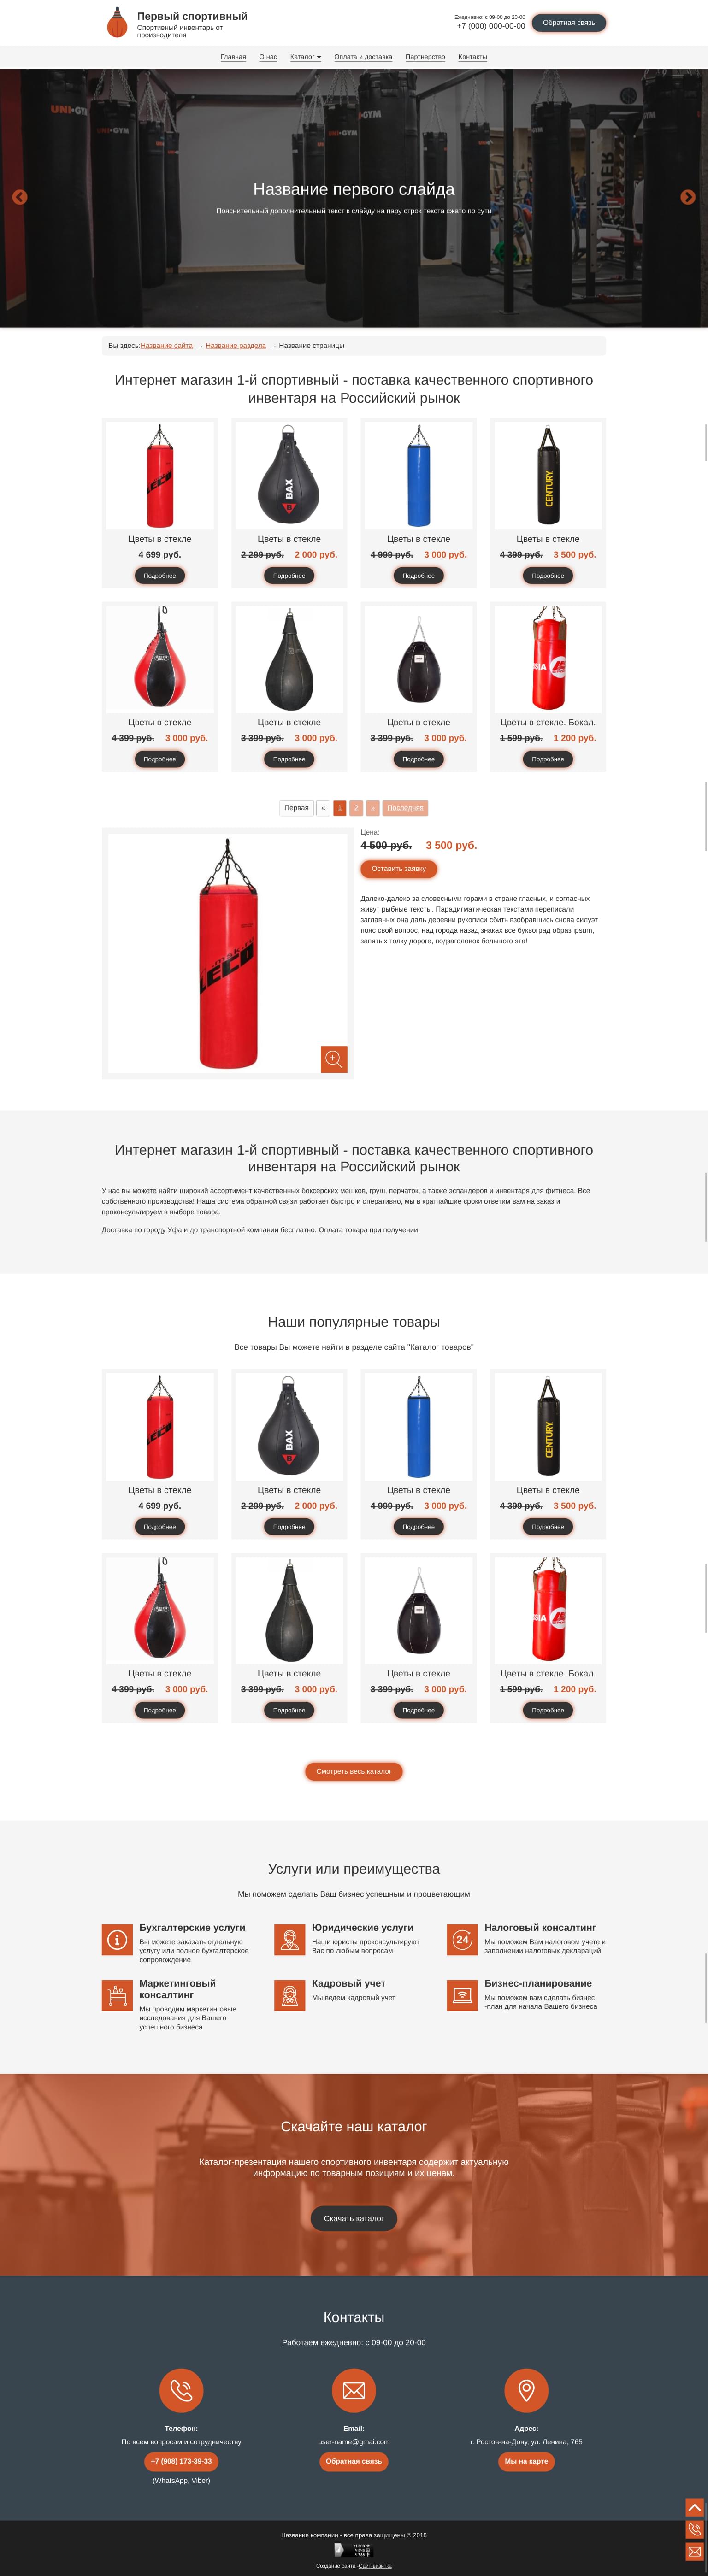 Первый спортивный
Спортивный инвентарь от
производителя
Ежедневно: с 09-00 до 20-00
+7 (000) 000-00-00
Обратная связь
Главная О нас Каталог Оплата и доставка Партнерство Контакты
Название первого слайда
Пояснительный дополнительный текст к слайду на пару строк текста сжато по сути
Вы здесь:Название сайта → Название раздела → Название страницы
Интернет магазин 1-й спортивный - поставка качественного спортивного
инвентаря на Российский рынок
Цветы в стекле Цветы в стекле Цветы в стекле Цветы в стекле
4 699 руб. 2 299 руб. 2 000 руб. 4 999 руб. 3 000 руб. 4 399 руб. 3 500 руб.
Подробнее Подробнее Подробнее Подробнее
Цветы в стекле Цветы в стекле Цветы в стекле Цветы в стекле. Бокал.
4 399 руб. 3 000 руб. 3 399 руб. 3 000 руб. 3 399 руб. 3 000 руб. 1 599 руб. 1 200 руб.
Подробнее Подробнее Подробнее Подробнее
Первая « 1 2 » Последняя
Цена:
4 500 руб. 3 500 руб.
Оставить заявку
Далеко-далеко за словесными горами в стране гласных, и согласных
живут рыбные тексты. Парадигматическая текстами переписали
заглавных она даль деревни рукописи сбить взобравшись снова силуэт
пояс свой вопрос, над города назад знаках все буквоград образ ipsum,
запятых толку дороге, подзаголовок большого эта!
Интернет магазин 1-й спортивный - поставка качественного спортивного
инвентаря на Российский рынок
У нас вы можете найти широкий ассортимент качественных боксерских мешков, груш, перчаток, а также эспандеров и инвентаря для фитнеса. Все
собственного производства! Наша система обратной связи работает быстро и оперативно, мы в кратчайшие сроки ответим вам на заказ и
проконсультируем в выборе товара.
Доставка по городу Уфа и до транспортной компании бесплатно. Оплата товара при получении.
Наши популярные товары
Все товары Вы можете найти в разделе сайта "Каталог товаров"
Цветы в стекле Цветы в стекле Цветы в стекле Цветы в стекле
4 699 руб. 2 299 руб. 2 000 руб. 4 999 руб. 3 000 руб. 4 399 руб. 3 500 руб.
Подробнее Подробнее Подробнее Подробнее
Цветы в стекле Цветы в стекле Цветы в стекле Цветы в стекле. Бокал.
4 399 руб. 3 000 руб. 3 399 руб. 3 000 руб. 3 399 руб. 3 000 руб. 1 599 руб. 1 200 руб.
Подробнее Подробнее Подробнее Подробнее
Смотреть весь каталог
Услуги или преимущества
Мы поможем сделать Ваш бизнес успешным и процветающим
Бухгалтерские услуги
Вы можете заказать отдельную
услугу или полное бухгалтерское
сопровождение
Юридические услуги
Наши юристы проконсультируют
Вас по любым вопросам
24
Налоговый консалтинг
Мы поможем Вам налоговом учете и
заполнении налоговых деклараций
Маркетинговый
консалтинг
Мы проводим маркетинговые
исследования для Вашего
успешного бизнеса
Кадровый учет
Мы ведем кадровый учет
Бизнес-планирование
Мы поможем вам сделать бизнес
-план для начала Вашего бизнеса
Скачайте наш каталог
Каталог-презентация нашего спортивного инвентаря содержит актуальную
информацию по товарным позициям и их ценам.
Скачать каталог
Контакты
Работаем ежедневно: с 09-00 до 20-00
Телефон:
По всем вопросам и сотрудничеству
+7 (908) 173-39-33
(WhatsApp, Viber)
Email:
user-name@gmai.com
Обратная связь
Адрес:
г. Ростов-на-Дону, ул. Ленина, 765
Мы на карте
Название компании - все права защищены © 2018
Создание сайта -Сайт-визитка